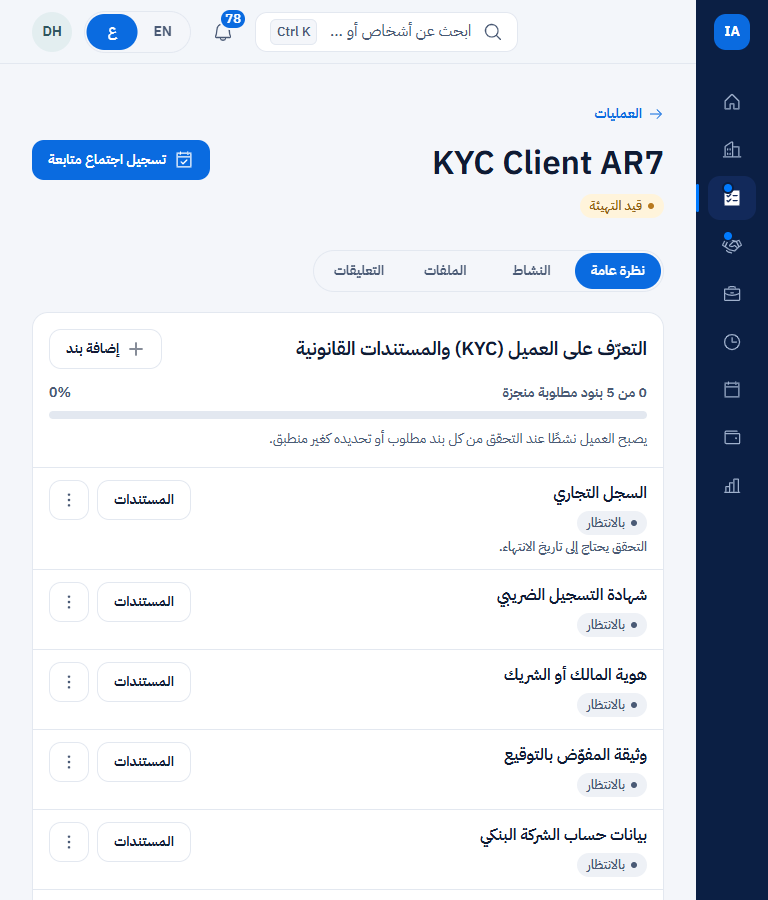 IA
ابحث عن أشخاص أو ...
Ctrl K
78
EN
ع
DH
العمليات
KYC Client AR7
تسجيل اجتماع متابعة
قيد التهيئة
نظرة عامة
النشاط
الملفات
التعليقات
التعرّف على العميل (KYC) والمستندات القانونية
إضافة بند
0 من 5 بنود مطلوبة منجزة
0%
يصبح العميل نشطًا عند التحقق من كل بند مطلوب أو تحديده كغير منطبق.
السجل التجاري
المستندات
بالانتظار
التحقق يحتاج إلى تاريخ الانتهاء.
شهادة التسجيل الضريبي
المستندات
بالانتظار
هوية المالك أو الشريك
المستندات
بالانتظار
وثيقة المفوّض بالتوقيع
المستندات
بالانتظار
بيانات حساب الشركة البنكي
المستندات
بالانتظار